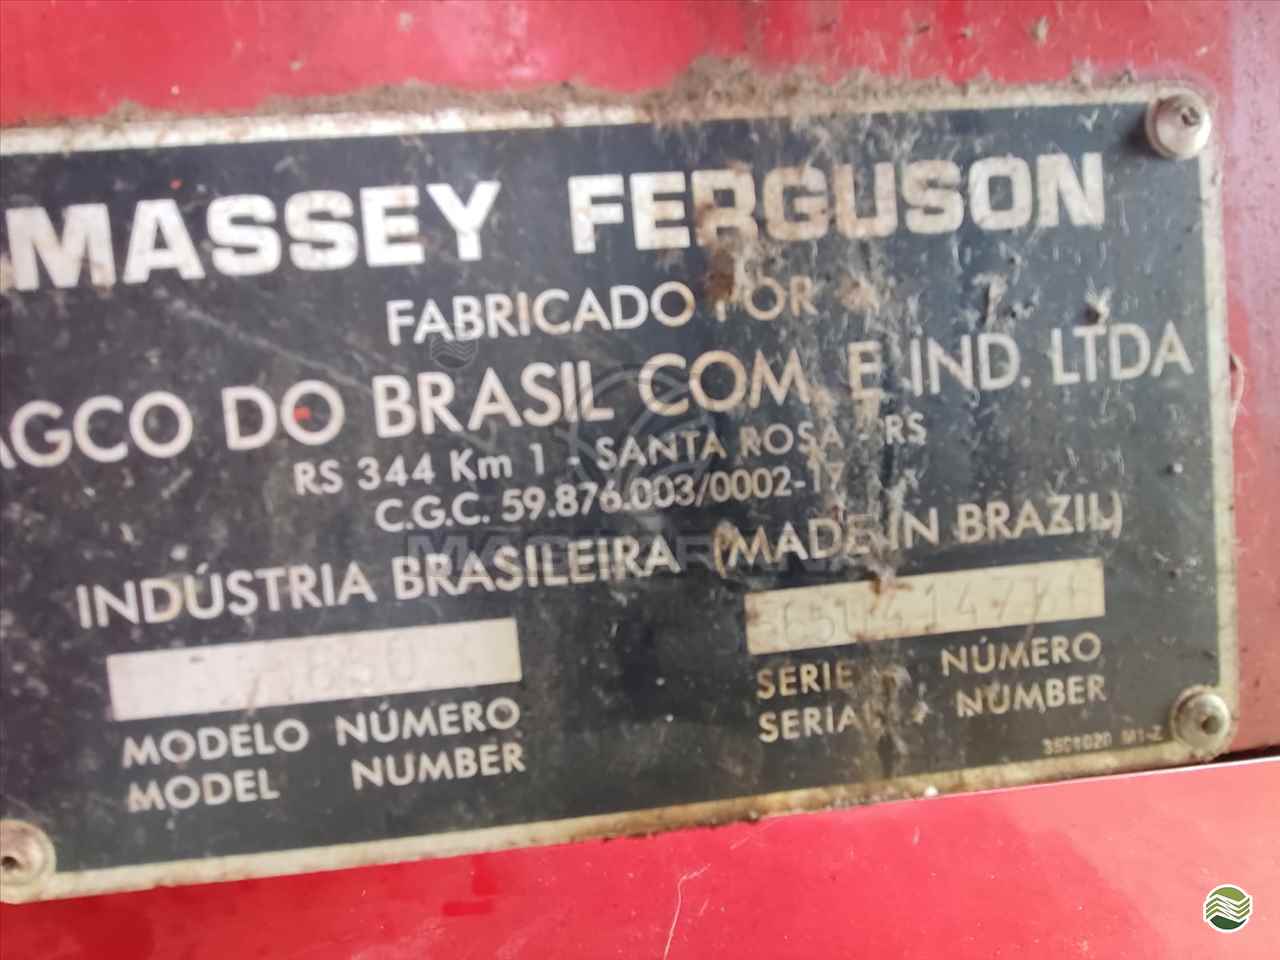 MASSEY FERGUSON
FABRICADO POR
AGCO DO BRASIL COM. E IND. LTDA
RS 344 Km 1 - SANTA ROSA - RS
C.G.C. 59.876.003/0002-17
INDÚSTRIA BRASILEIRA (MADE IN BRAZIL)
MODELO NÚMERO
MODEL NUMBER
SERIE - NÚMERO
SERIAL - NUMBER